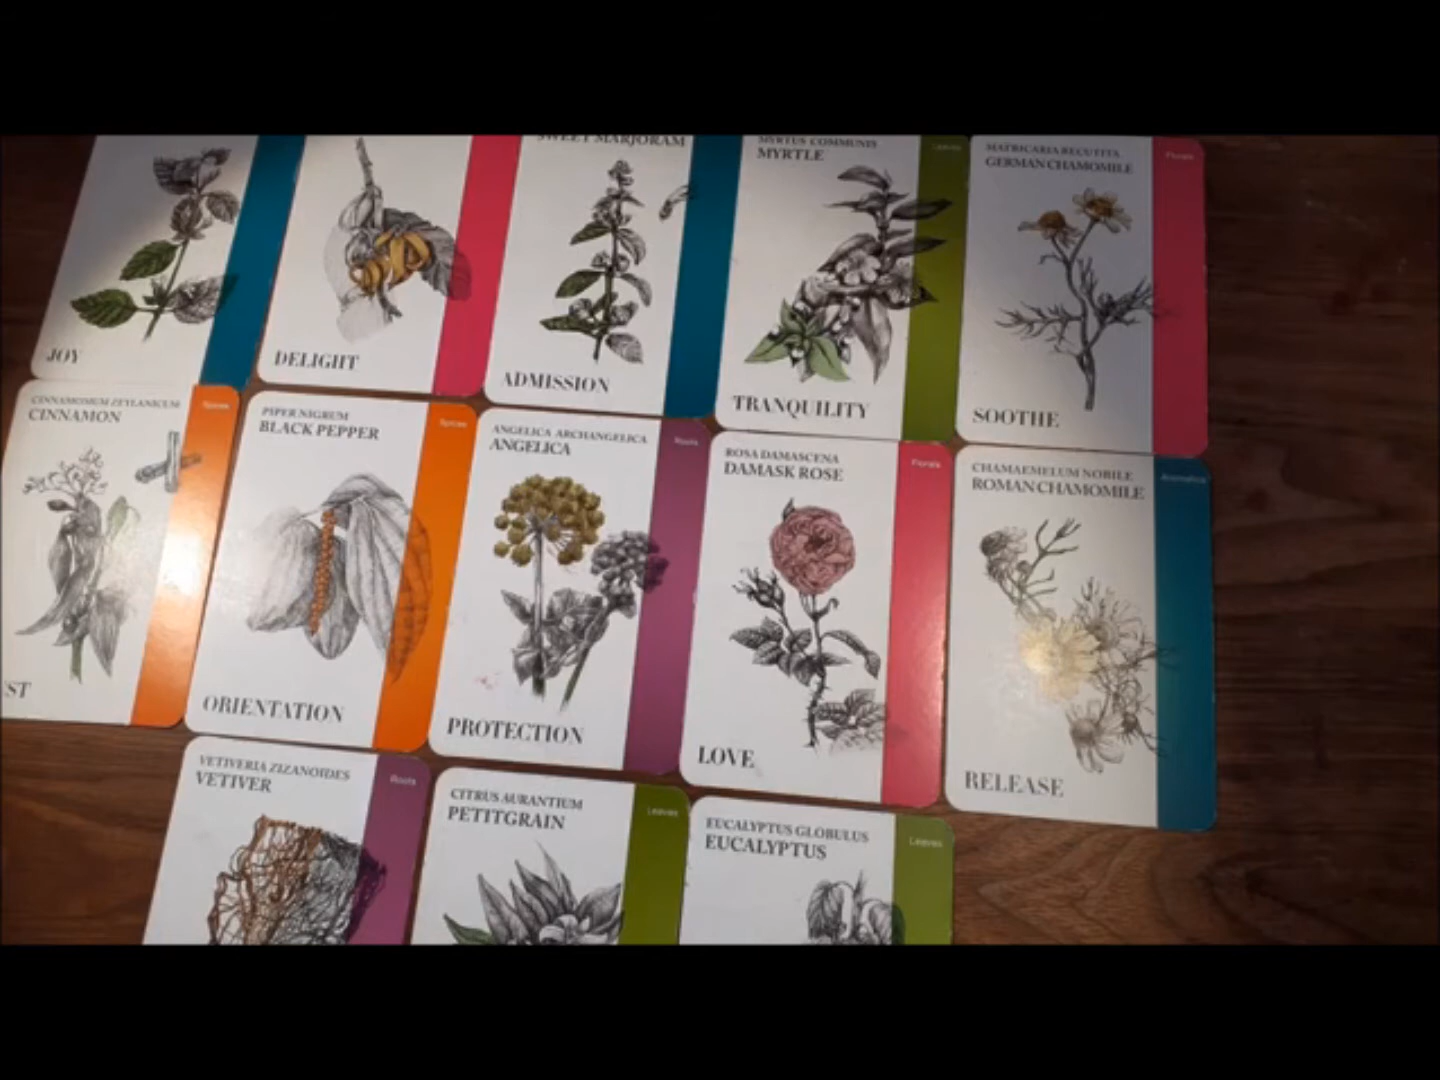 SWEET MARJORAM
MYRTUS COMMUNIS
MYRTLE
Leaves
MATRICARIA RECUTITA
GERMAN CHAMOMILE
Florals
JOY
DELIGHT
ADMISSION
TRANQUILITY
SOOTHE
CINNAMOMUM ZEYLANICUM
CINNAMON
Spices
PIPER NIGRUM
BLACK PEPPER
Spices
ANGELICA ARCHANGELICA
ANGELICA
Roots
ROSA DAMASCENA
DAMASK ROSE
Florals
CHAMAEMELUM NOBILE
ROMAN CHAMOMILE
Aromatics
ST
ORIENTATION
PROTECTION
LOVE
RELEASE
VETIVERIA ZIZANOIDES
VETIVER
Roots
CITRUS AURANTIUM
PETITGRAIN
Leaves
EUCALYPTUS GLOBULUS
EUCALYPTUS
Leaves